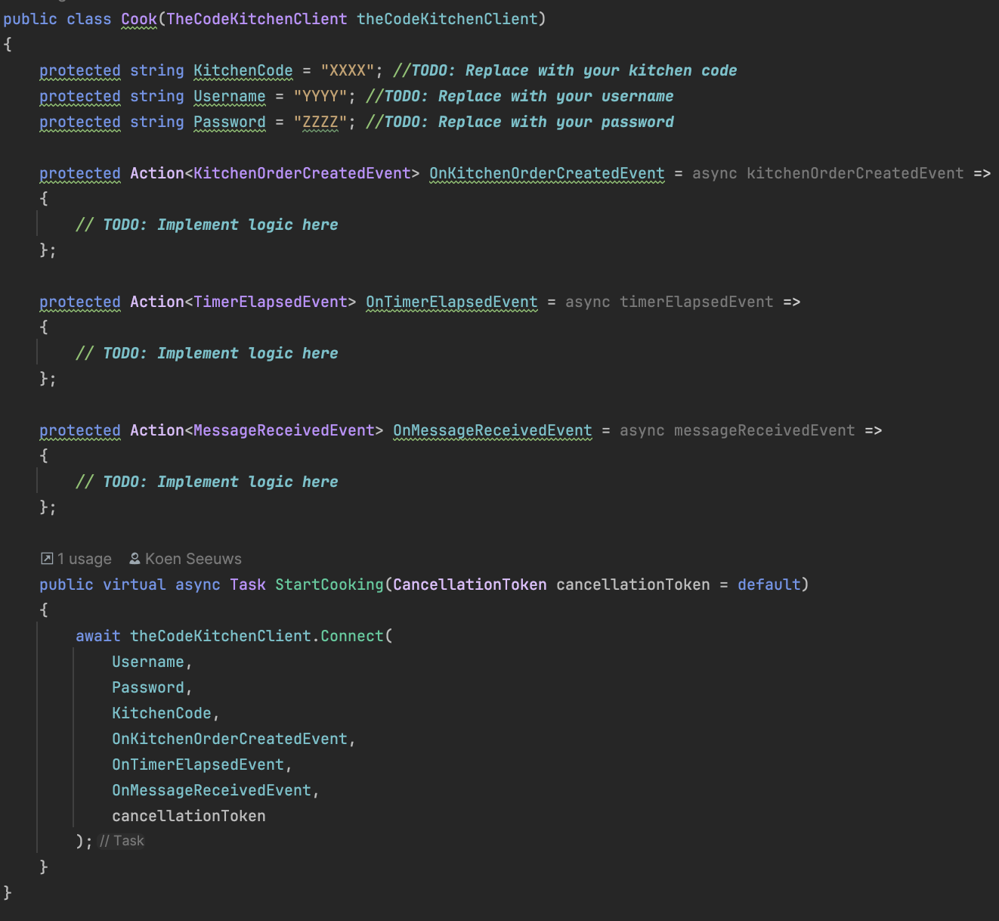 public class Cook(TheCodeKitchenClient theCodeKitchenClient)
{
    protected string KitchenCode = "XXXX"; //TODO: Replace with your kitchen code
    protected string Username = "YYYY"; //TODO: Replace with your username
    protected string Password = "ZZZZ"; //TODO: Replace with your password

    protected Action<KitchenOrderCreatedEvent> OnKitchenOrderCreatedEvent = async kitchenOrderCreatedEvent =>
    {
        // TODO: Implement logic here
    };

    protected Action<TimerElapsedEvent> OnTimerElapsedEvent = async timerElapsedEvent =>
    {
        // TODO: Implement logic here
    };

    protected Action<MessageReceivedEvent> OnMessageReceivedEvent = async messageReceivedEvent =>
    {
        // TODO: Implement logic here
    };

    1 usage Koen Seeuws
    public virtual async Task StartCooking(CancellationToken cancellationToken = default)
    {
        await theCodeKitchenClient.Connect(
            Username,
            Password,
            KitchenCode,
            OnKitchenOrderCreatedEvent,
            OnTimerElapsedEvent,
            OnMessageReceivedEvent,
            cancellationToken
        ); // Task
    }
}